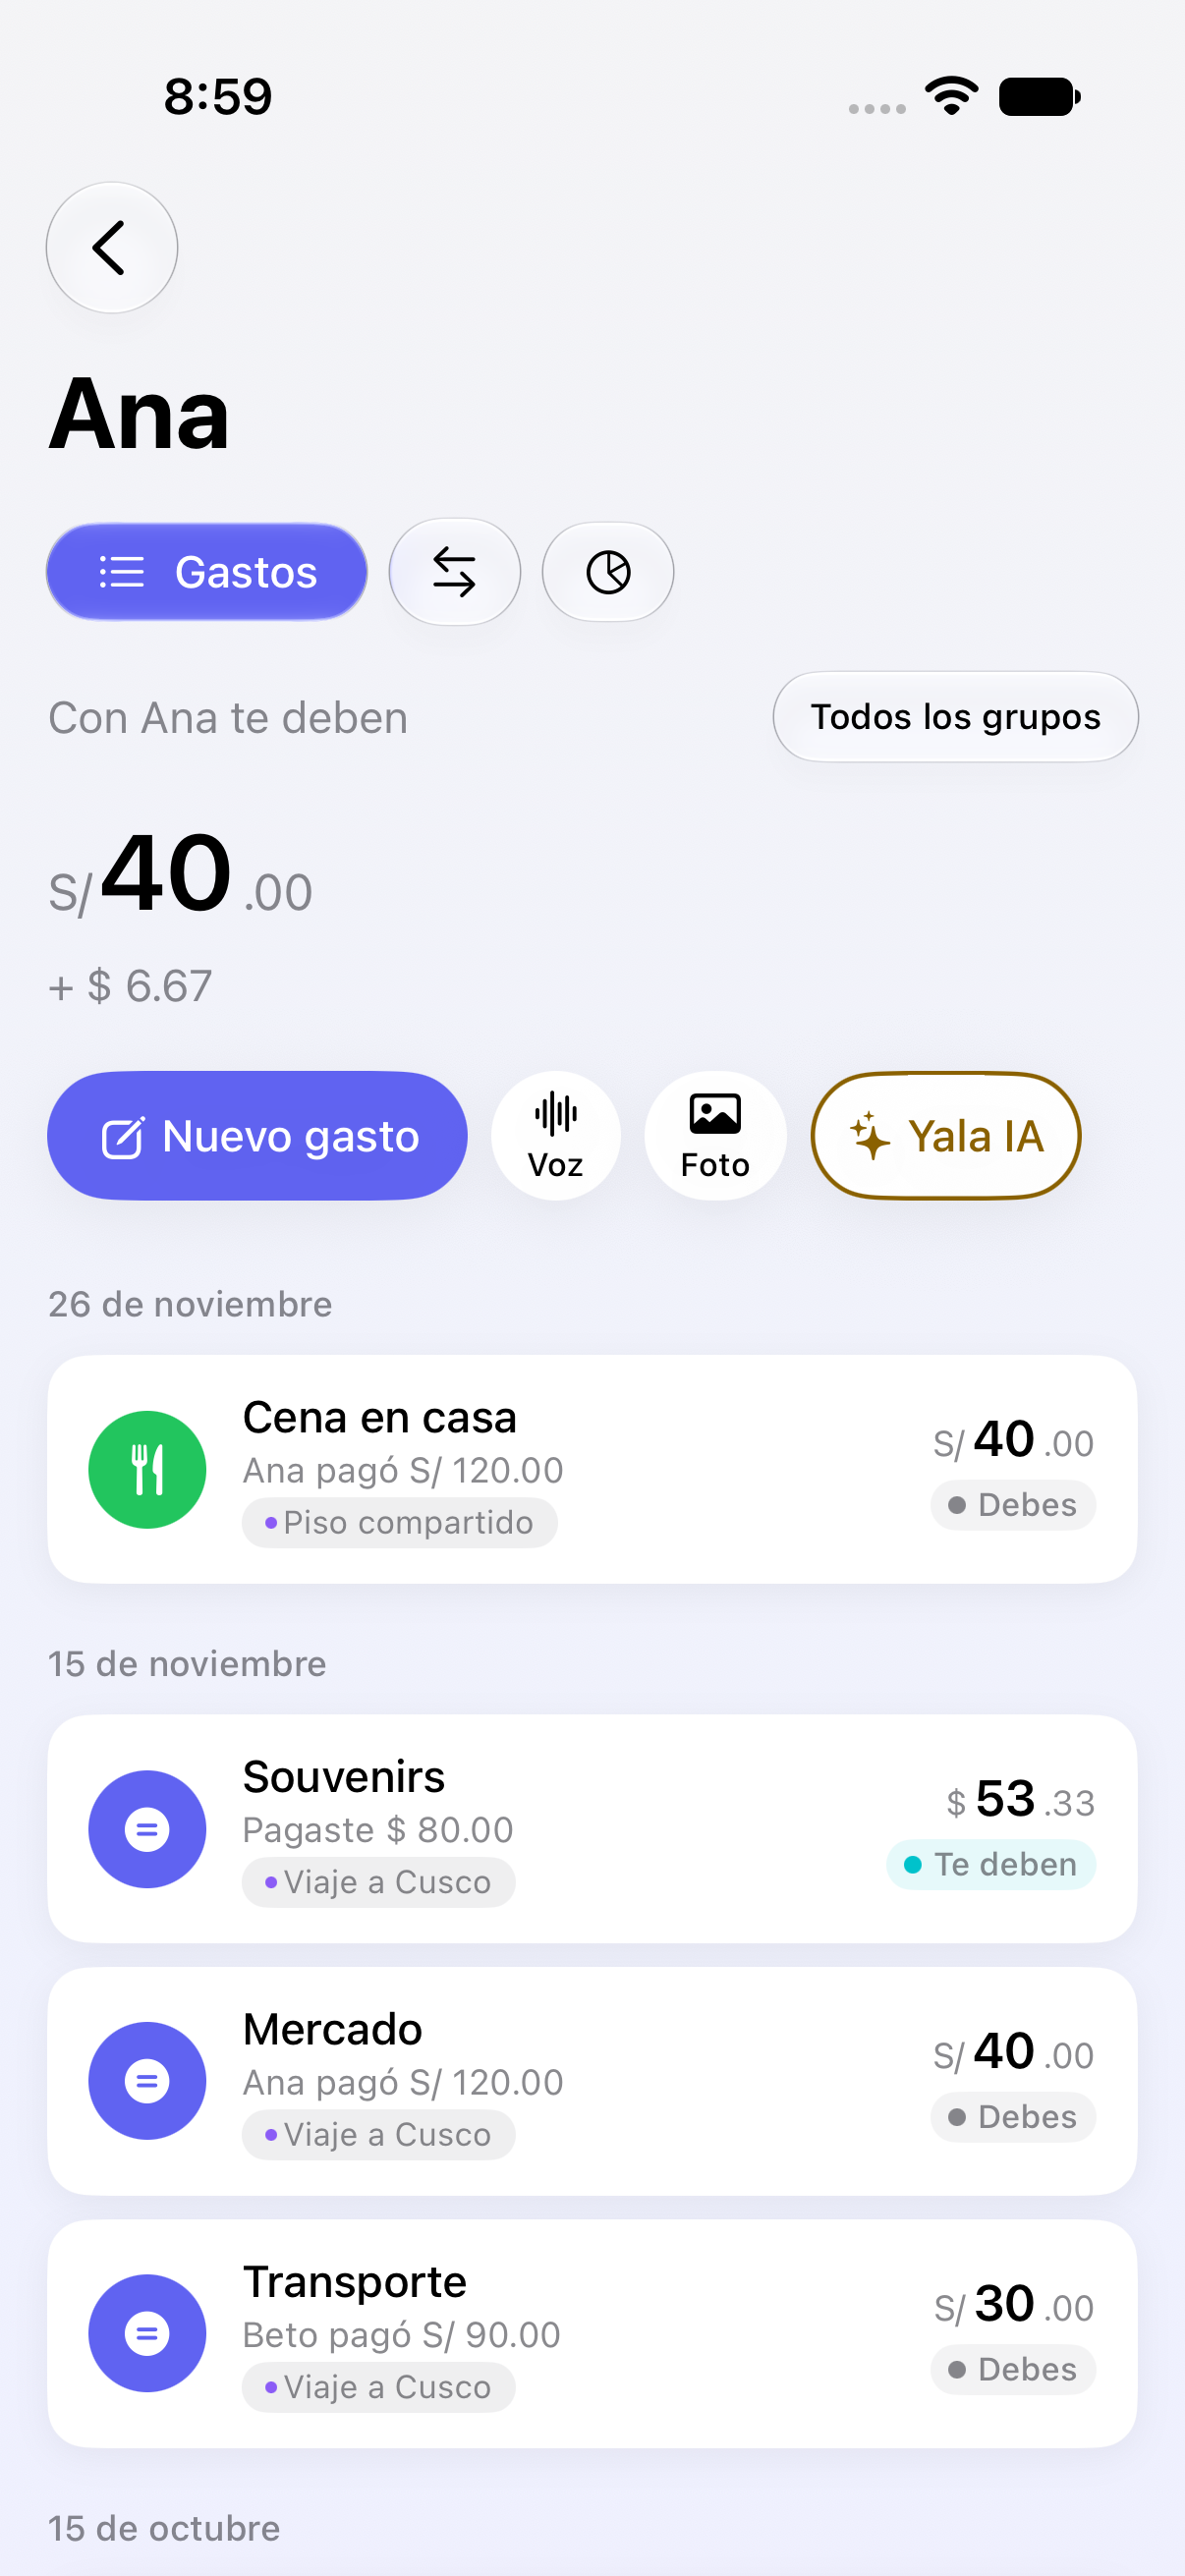 8:59
Ana
Gastos
Con Ana te deben
Todos los grupos
S/40.00
+ $ 6.67
Nuevo gasto
Voz
Foto
Yala IA
26 de noviembre
Cena en casa
Ana pagó S/ 120.00
Piso compartido
S/ 40.00
Debes
15 de noviembre
Souvenirs
Pagaste $ 80.00
Viaje a Cusco
$ 53.33
Te deben
Mercado
Ana pagó S/ 120.00
Viaje a Cusco
S/ 40.00
Debes
Transporte
Beto pagó S/ 90.00
Viaje a Cusco
S/ 30.00
Debes
15 de octubre